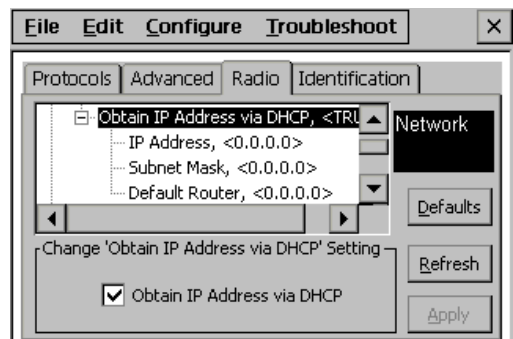 File Edit Configure Troubleshoot
Protocols Advanced Radio Identification
Obtain IP Address via DHCP, <TRU
IP Address, <0.0.0.0>
Subnet Mask, <0.0.0.0>
Default Router, <0.0.0.0>
Network
Defaults
Change 'Obtain IP Address via DHCP' Setting
Obtain IP Address via DHCP
Refresh
Apply